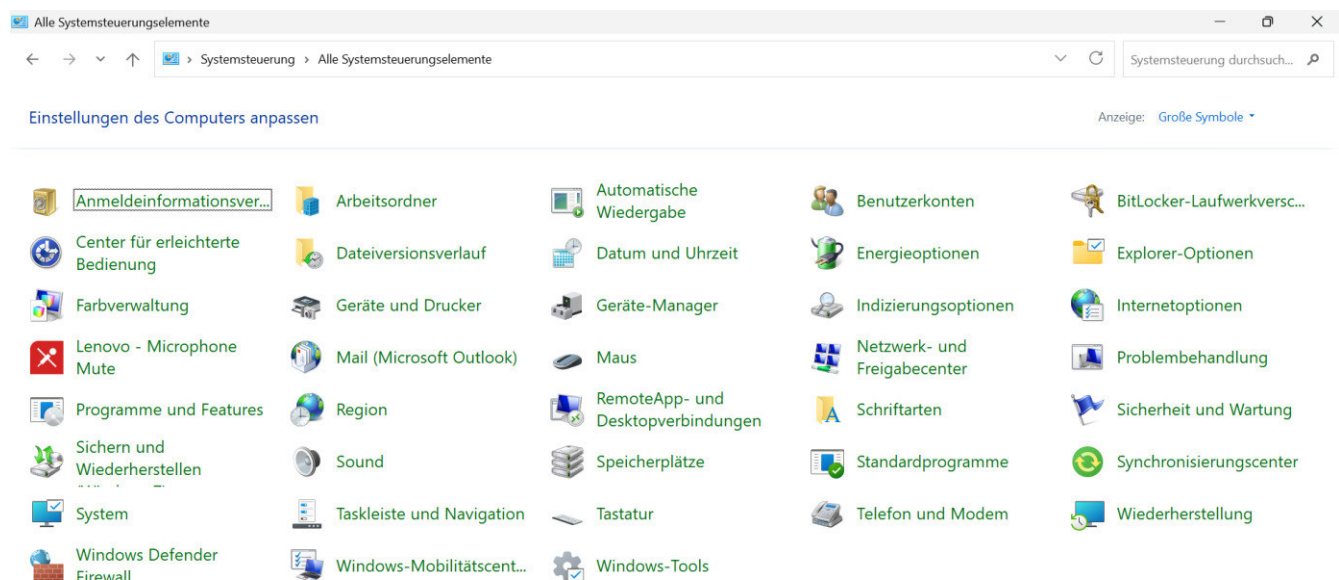 Alle Systemsteuerungselemente
Systemsteuerung › Alle Systemsteuerungselemente
Systemsteuerung durchsuch...
Einstellungen des Computers anpassen
Anzeige: Große Symbole
Anmeldeinformationsver...
Arbeitsordner
Automatische
Wiedergabe
Benutzerkonten
BitLocker-Laufwerkversc...
Center für erleichterte
Bedienung
Dateiversionsverlauf
Datum und Uhrzeit
Energieoptionen
Explorer-Optionen
Farbverwaltung
Geräte und Drucker
Geräte-Manager
Indizierungsoptionen
Internetoptionen
Lenovo - Microphone
Mute
Mail (Microsoft Outlook)
Maus
Netzwerk- und
Freigabecenter
Problembehandlung
Programme und Features
Region
RemoteApp- und
Desktopverbindungen
Schriftarten
Sicherheit und Wartung
Sichern und
Wiederherstellen
Sound
Speicherplätze
Standardprogramme
Synchronisierungscenter
System
Taskleiste und Navigation
Tastatur
Telefon und Modem
Wiederherstellung
Windows Defender
Firewall
Windows-Mobilitätscent...
Windows-Tools